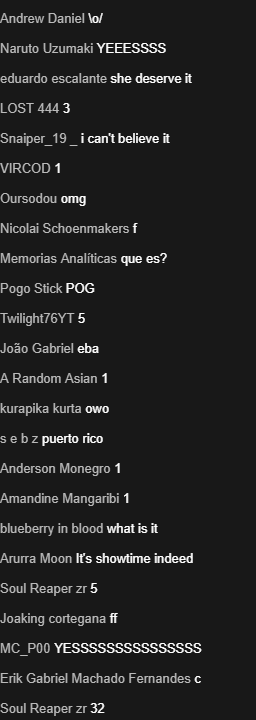 Andrew Daniel \o/
Naruto Uzumaki YEEESSSS
eduardo escalante she deserve it
LOST 444 3
Snaiper_19 _ i can't believe it
VIRCOD 1
Oursodou omg
Nicolai Schoenmakers f
Memorias Analíticas que es?
Pogo Stick POG
Twilight76YT 5
João Gabriel eba
A Random Asian 1
kurapika kurta owo
s e b z puerto rico
Anderson Monegro 1
Amandine Mangaribi 1
blueberry in blood what is it
Arurra Moon It's showtime indeed
Soul Reaper zr 5
Joaking cortegana ff
MC_P00 YESSSSSSSSSSSSSSS
Erik Gabriel Machado Fernandes c
Soul Reaper zr 32